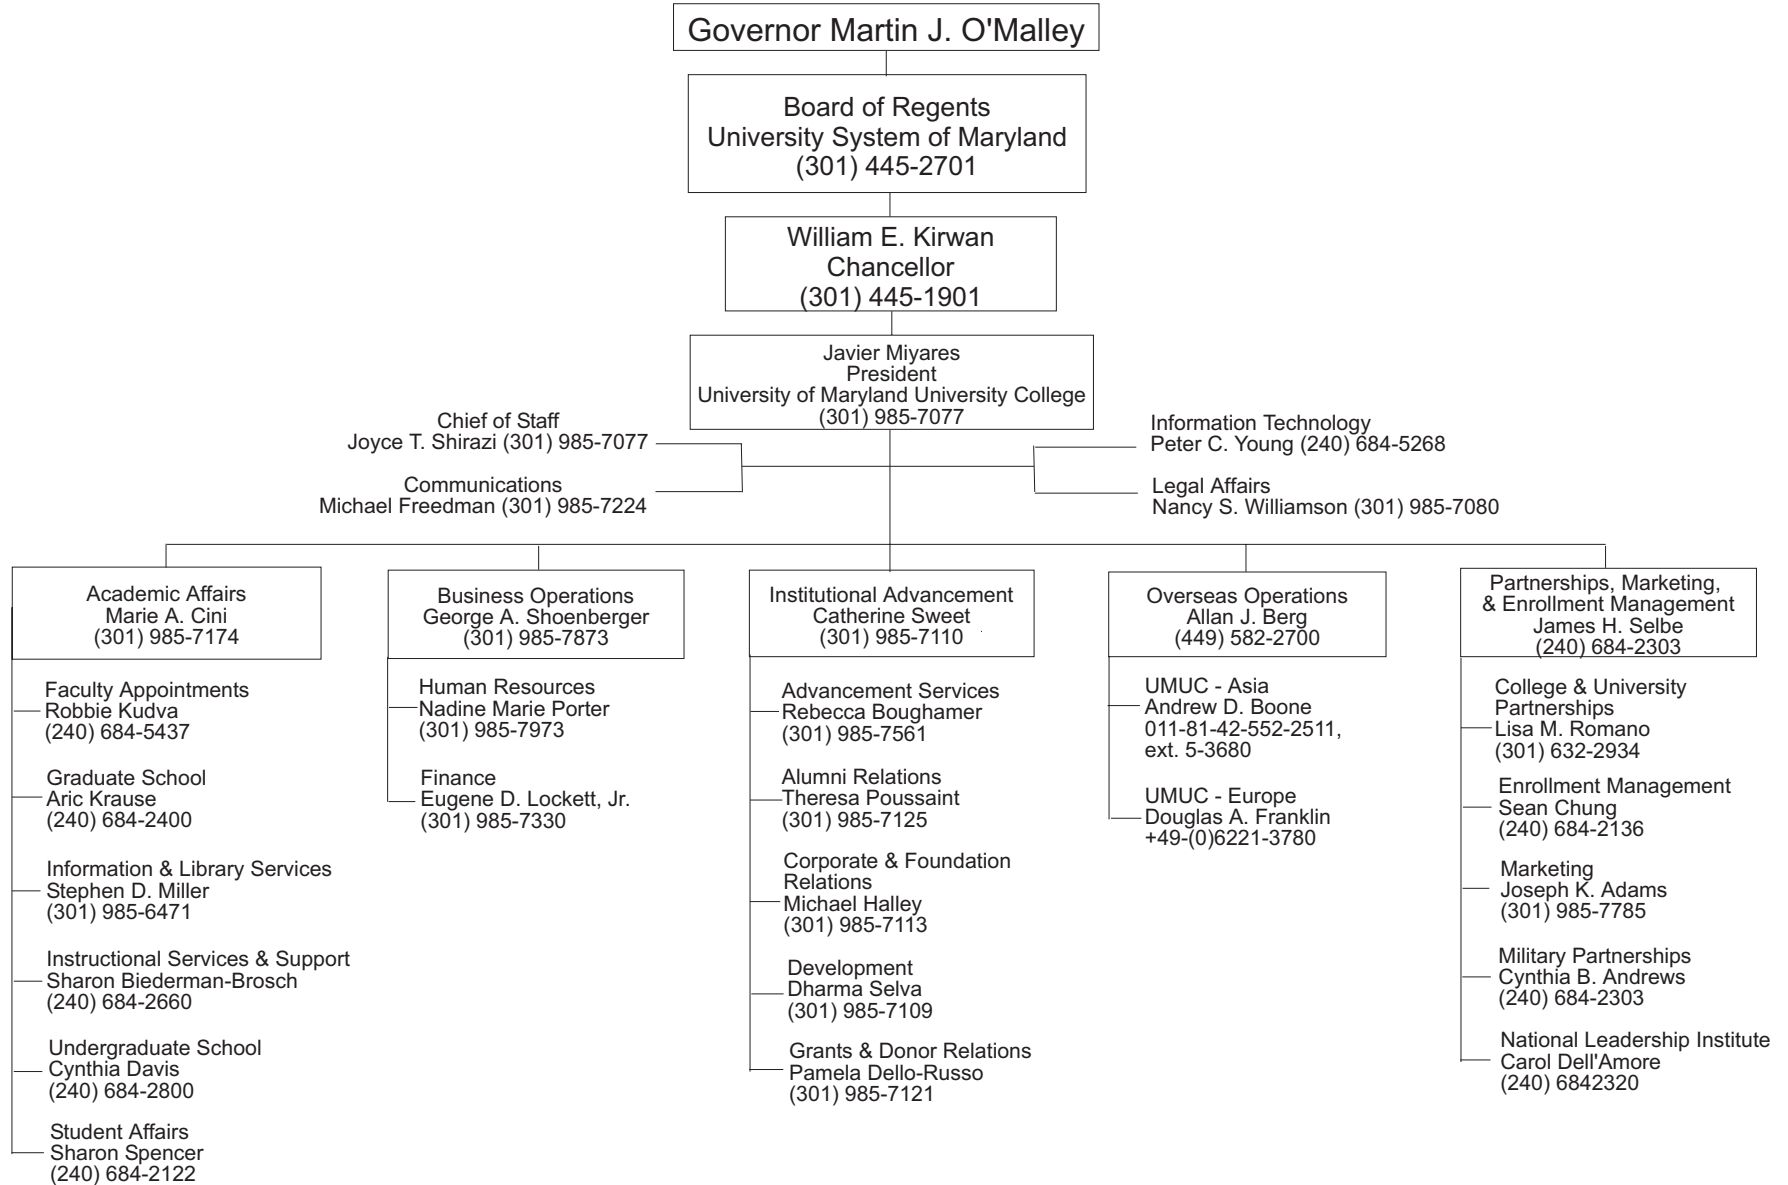 Governor Martin J. O'Malley
Board of Regents
University System of Maryland
(301) 445-2701
William E. Kirwan
Chancellor
(301) 445-1901
Javier Miyares
President
University of Maryland University College
(301) 985-7077
Chief of Staff
Joyce T. Shirazi (301) 985-7077
Communications
Michael Freedman (301) 985-7224
Information Technology
Peter C. Young (240) 684-5268
Legal Affairs
Nancy S. Williamson (301) 985-7080
Academic Affairs
Marie A. Cini
(301) 985-7174
Faculty Appointments
Robbie Kudva
(240) 684-5437
Graduate School
Aric Krause
(240) 684-2400
Information & Library Services
Stephen D. Miller
(301) 985-6471
Instructional Services & Support
Sharon Biederman-Brosch
(240) 684-2660
Undergraduate School
Cynthia Davis
(240) 684-2800
Student Affairs
Sharon Spencer
(240) 684-2122
Business Operations
George A. Shoenberger
(301) 985-7873
Human Resources
Nadine Marie Porter
(301) 985-7973
Finance
Eugene D. Lockett, Jr.
(301) 985-7330
Institutional Advancement
Catherine Sweet
(301) 985-7110
Advancement Services
Rebecca Boughamer
(301) 985-7561
Alumni Relations
Theresa Poussaint
(301) 985-7125
Corporate & Foundation
Relations
Michael Halley
(301) 985-7113
Development
Dharma Selva
(301) 985-7109
Grants & Donor Relations
Pamela Dello-Russo
(301) 985-7121
Overseas Operations
Allan J. Berg
(449) 582-2700
UMUC - Asia
Andrew D. Boone
011-81-42-552-2511,
ext. 5-3680
UMUC - Europe
Douglas A. Franklin
+49-(0)6221-3780
Partnerships, Marketing,
& Enrollment Management
James H. Selbe
(240) 684-2303
College & University
Partnerships
Lisa M. Romano
(301) 632-2934
Enrollment Management
Sean Chung
(240) 684-2136
Marketing
Joseph K. Adams
(301) 985-7785
Military Partnerships
Cynthia B. Andrews
(240) 684-2303
National Leadership Institute
Carol Dell'Amore
(240) 6842320